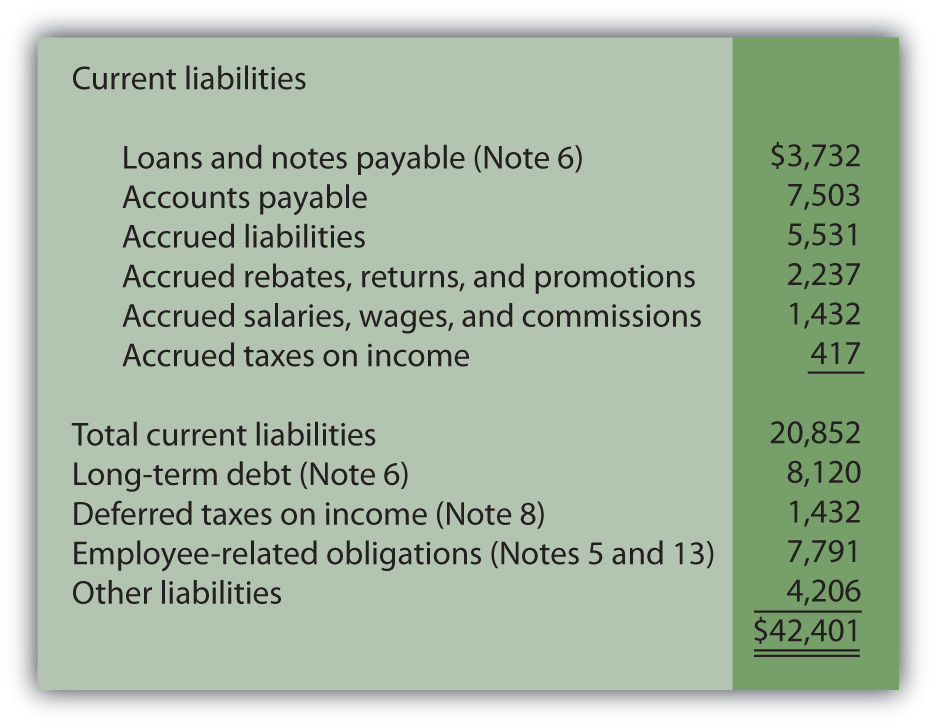 Current liabilities
Loans and notes payable (Note 6) $3,732
Accounts payable 7,503
Accrued liabilities 5,531
Accrued rebates, returns, and promotions 2,237
Accrued salaries, wages, and commissions 1,432
Accrued taxes on income 417
Total current liabilities 20,852
Long-term debt (Note 6) 8,120
Deferred taxes on income (Note 8) 1,432
Employee-related obligations (Notes 5 and 13) 7,791
Other liabilities 4,206
$42,401